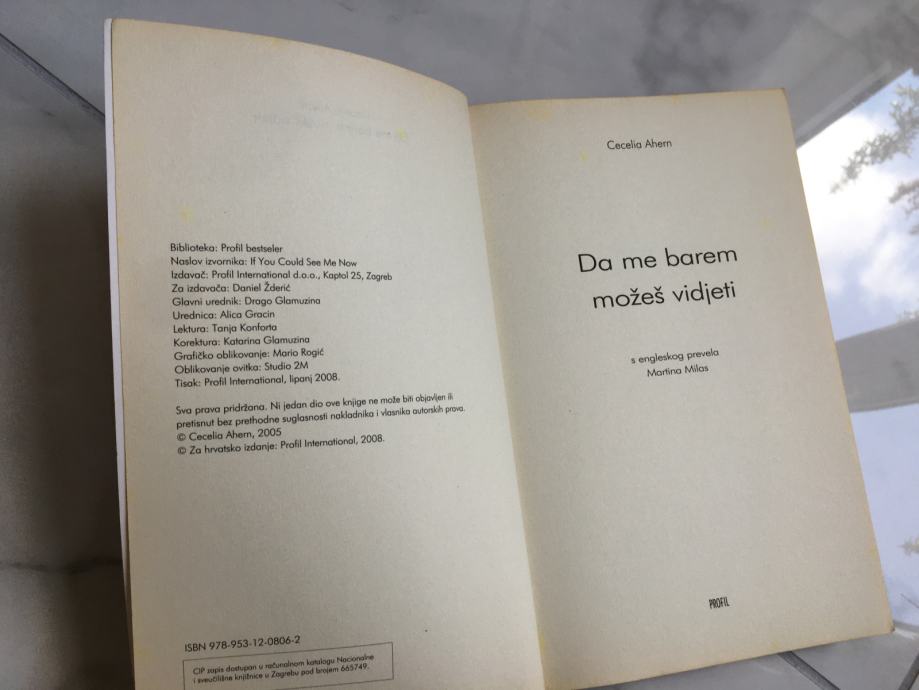 Biblioteka: Profil bestseler
Naslov izvornika: If You Could See Me Now
Izdavač: Profil International d.o.o., Kaptol 25, Zagreb
Za izdavača: Daniel Žderić
Glavni urednik: Drago Glamuzina
Urednica: Alica Gracin
Lektura: Tanja Konforta
Korektura: Katarina Glamuzina
Grafičko oblikovanje: Mario Rogić
Oblikovanje ovitka: Studio 2M
Tisak: Profil International, lipanj 2008.
Sva prava pridržana. Ni jedan dio ove knjige ne može biti objavljen ili
pretisnut bez prethodne suglasnosti nakladnika i vlasnika autorskih prava.
© Cecelia Ahern, 2005
© Za hrvatsko izdanje: Profil International, 2008.
ISBN 978-953-12-0806-2
CIP zapis dostupan u računalnom katalogu Nacionalne
i sveučilišne knjižnice u Zagrebu pod brojem 665749.
Cecelia Ahern
Da me barem
možeš vidjeti
s engleskog prevela
Martina Milas
PROFIL